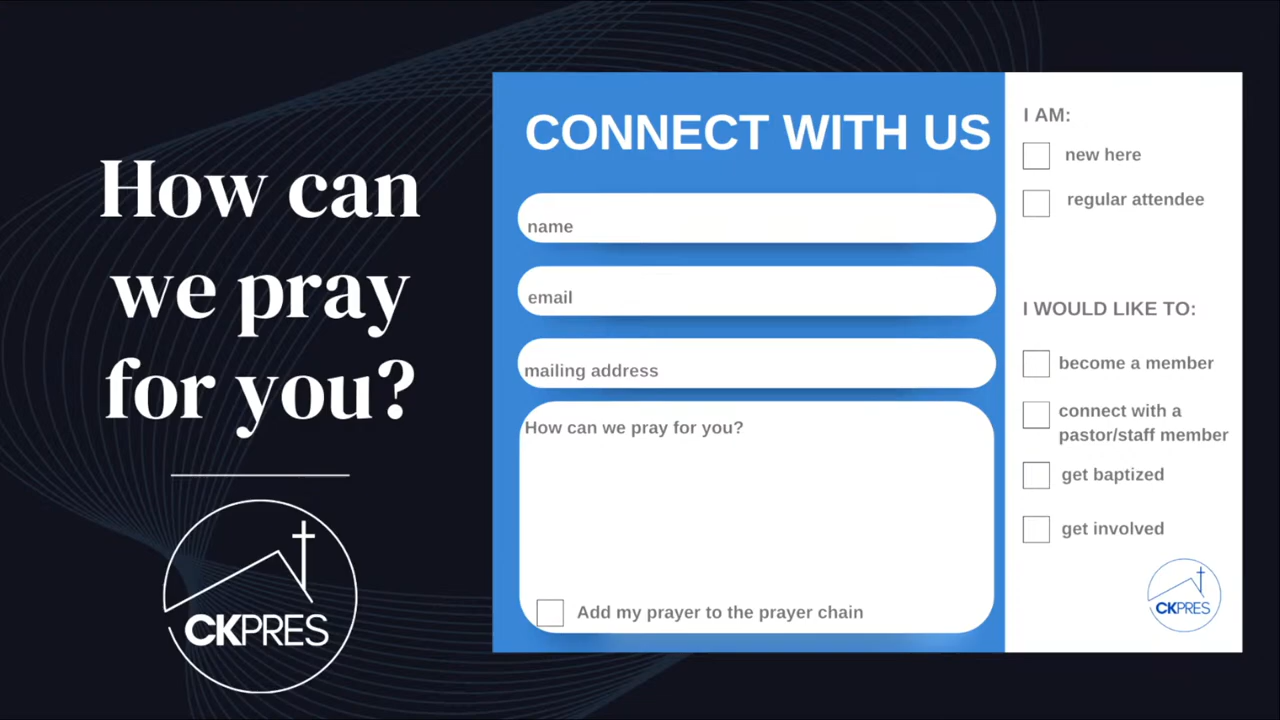 How can
we pray
for you?
CKPRES
CONNECT WITH US
name
email
mailing address
How can we pray for you?
Add my prayer to the prayer chain
I AM:
new here
regular attendee
I WOULD LIKE TO:
become a member
connect with a
pastor/staff member
get baptized
get involved
CKPRES